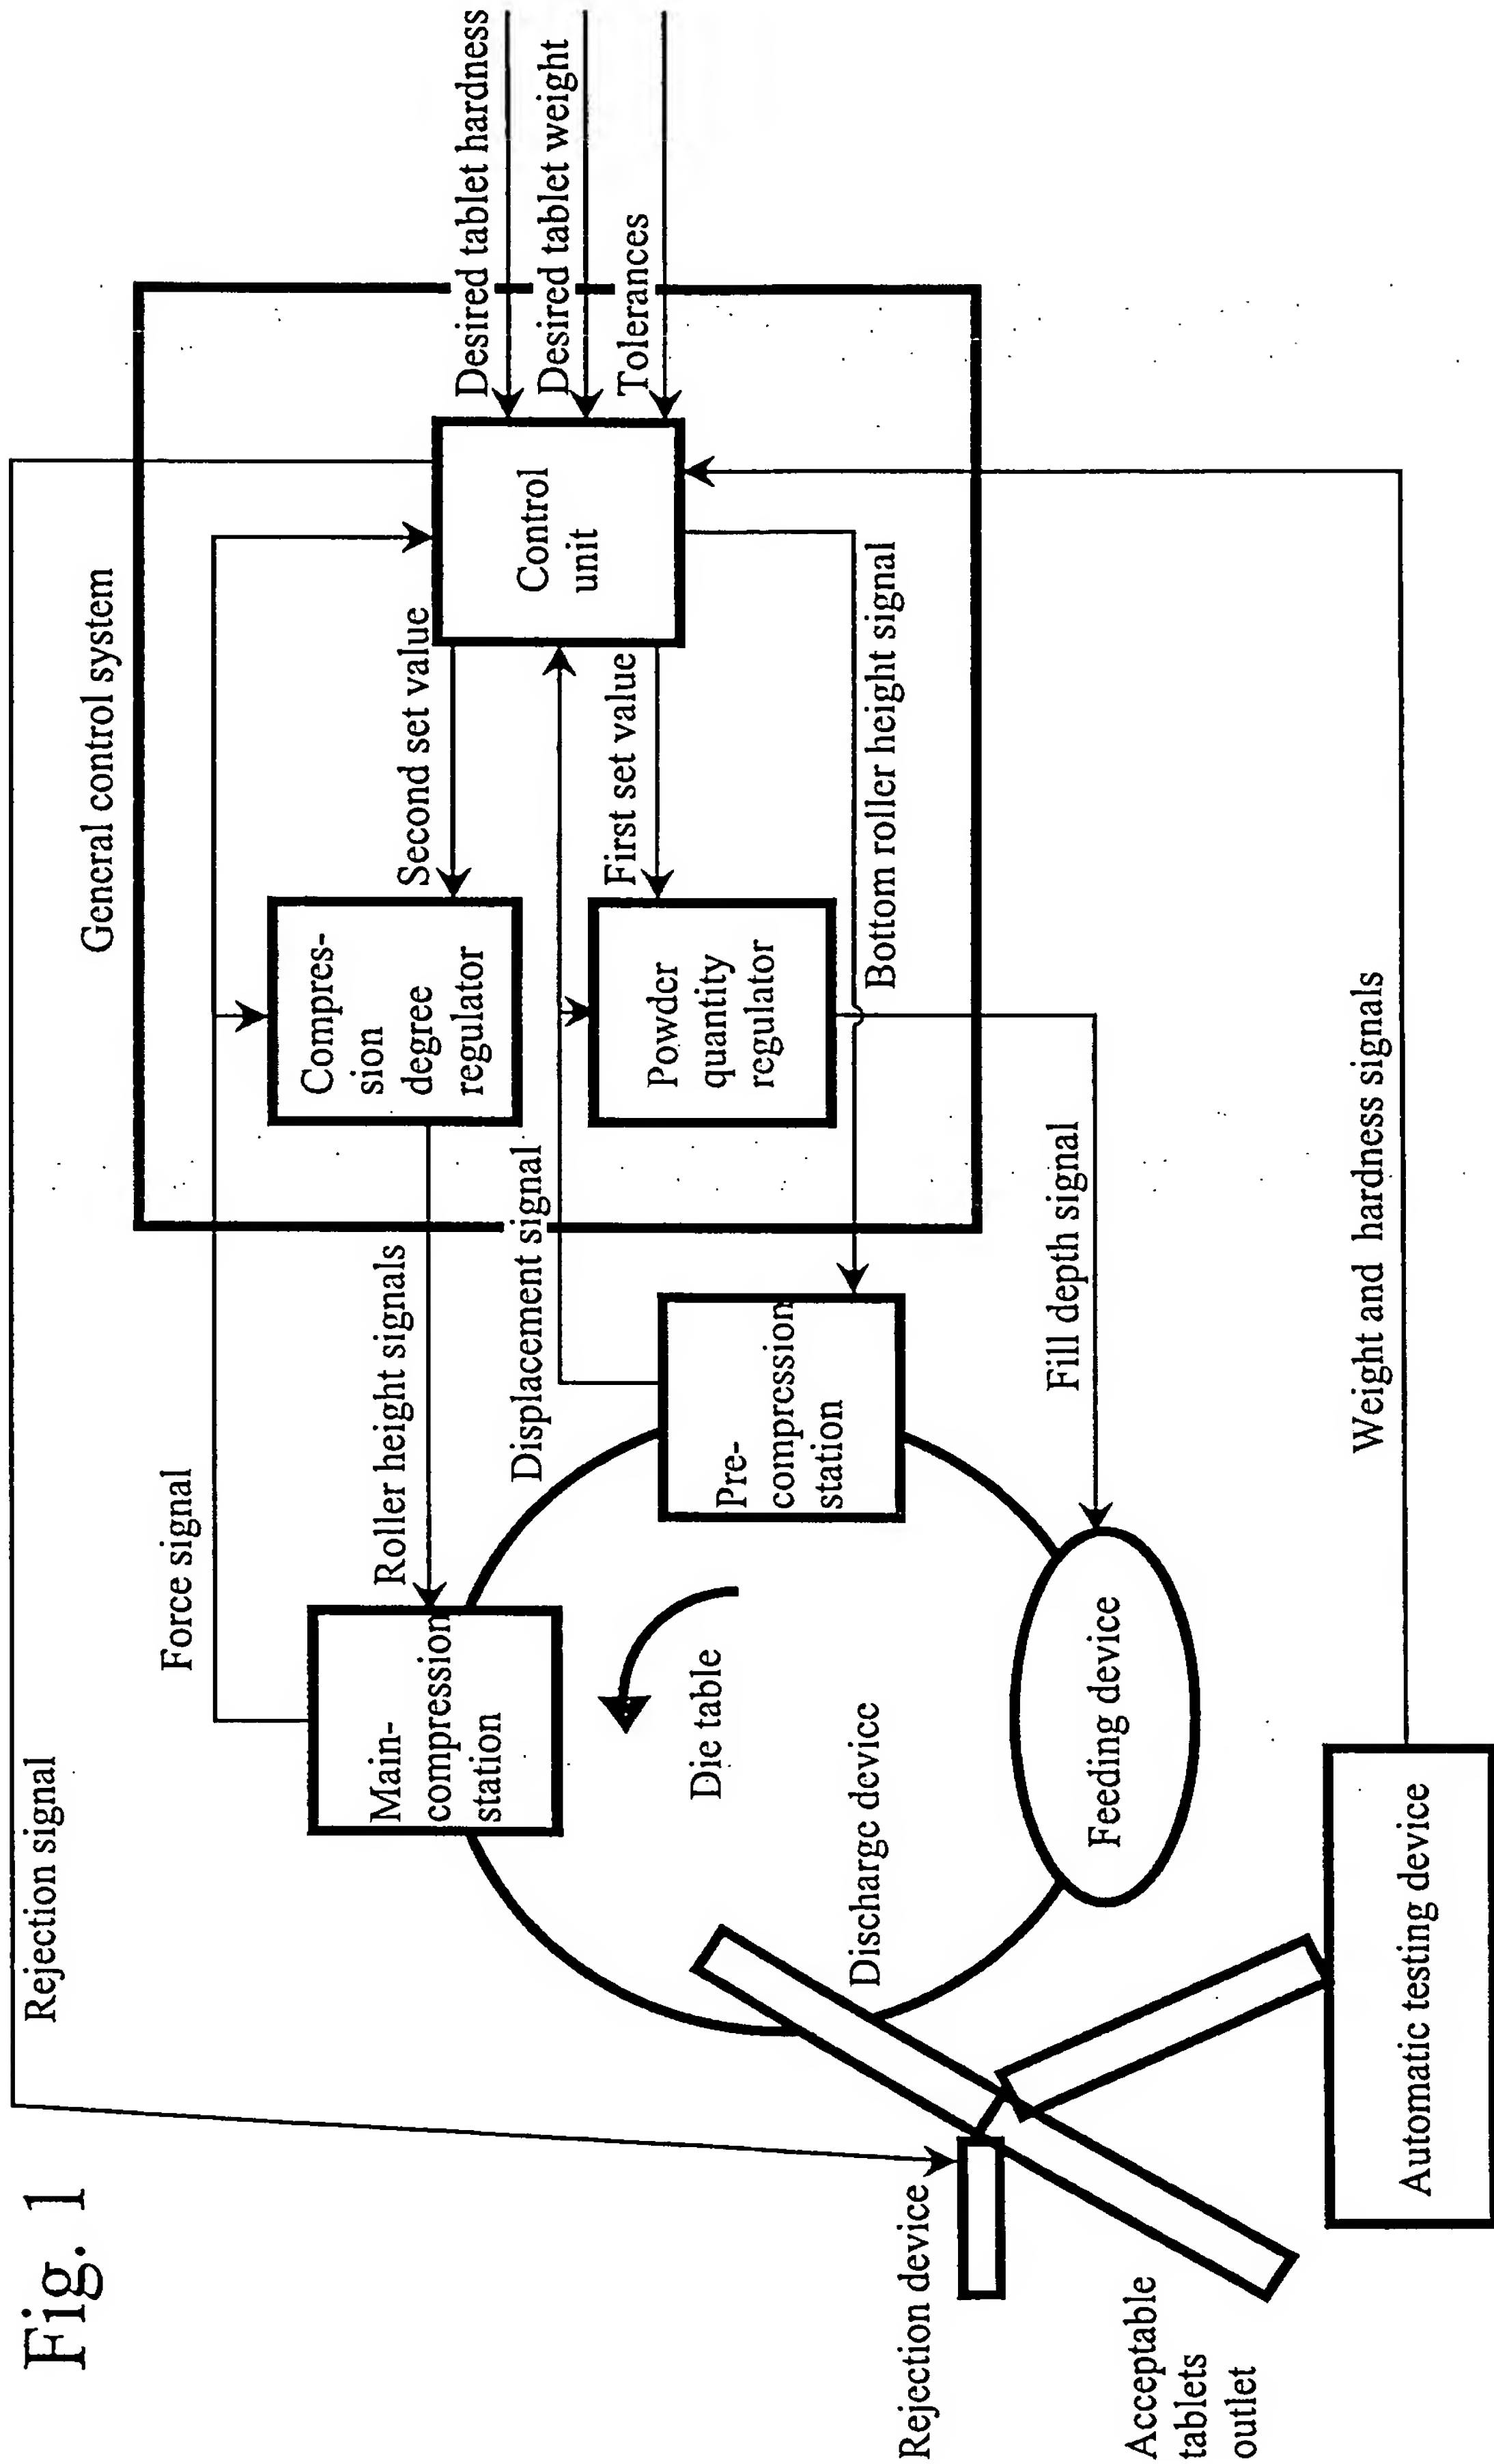 Fig. 1
Rejection signal
General control system
Force signal
Desired tablet hardness
Desired tablet weight
Tolerances
Roller height signals
Second set value
Compres-
sion
degree
regulator
Control
unit
Main-
compression
station
Displacement signal
First set value
Powder
quantity
regulator
Pre-
compression
station
Die table
Bottom roller height signal
Discharge device
Fill depth signal
Feeding device
Rejection device
Acceptable
tablets
outlet
Weight and hardness signals
Automatic testing device